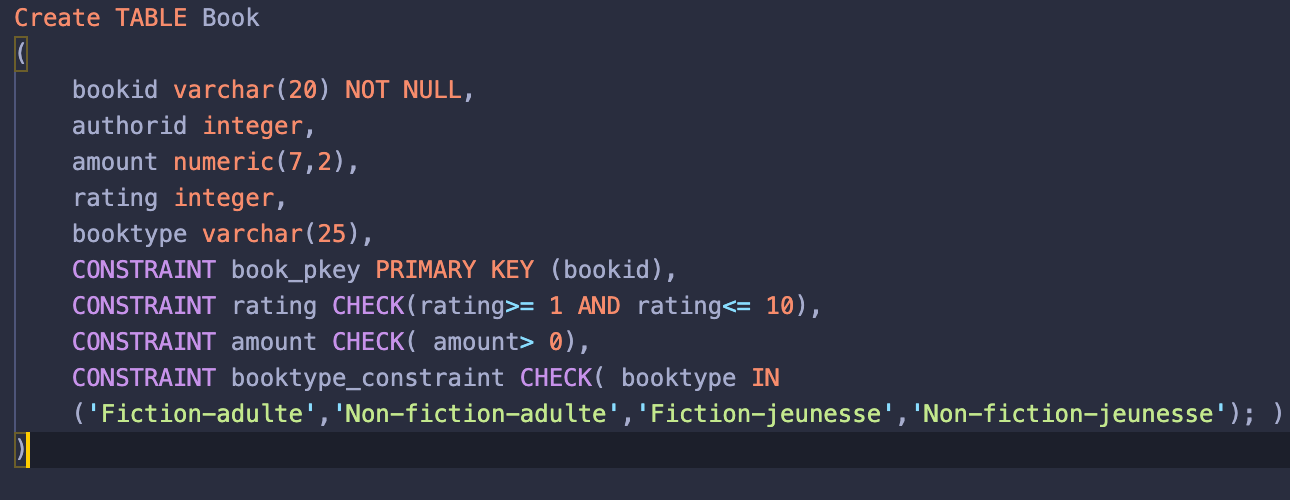 Create TABLE Book
(
bookid varchar(20) NOT NULL,
authorid integer,
amount numeric(7,2),
rating integer,
booktype varchar(25),
CONSTRAINT book_pkey PRIMARY KEY (bookid),
CONSTRAINT rating CHECK(rating>= 1 AND rating<= 10),
CONSTRAINT amount CHECK( amount> 0),
CONSTRAINT booktype_constraint CHECK( booktype IN
('Fiction-adulte','Non-fiction-adulte','Fiction-jeunesse','Non-fiction-jeunesse'); )
)